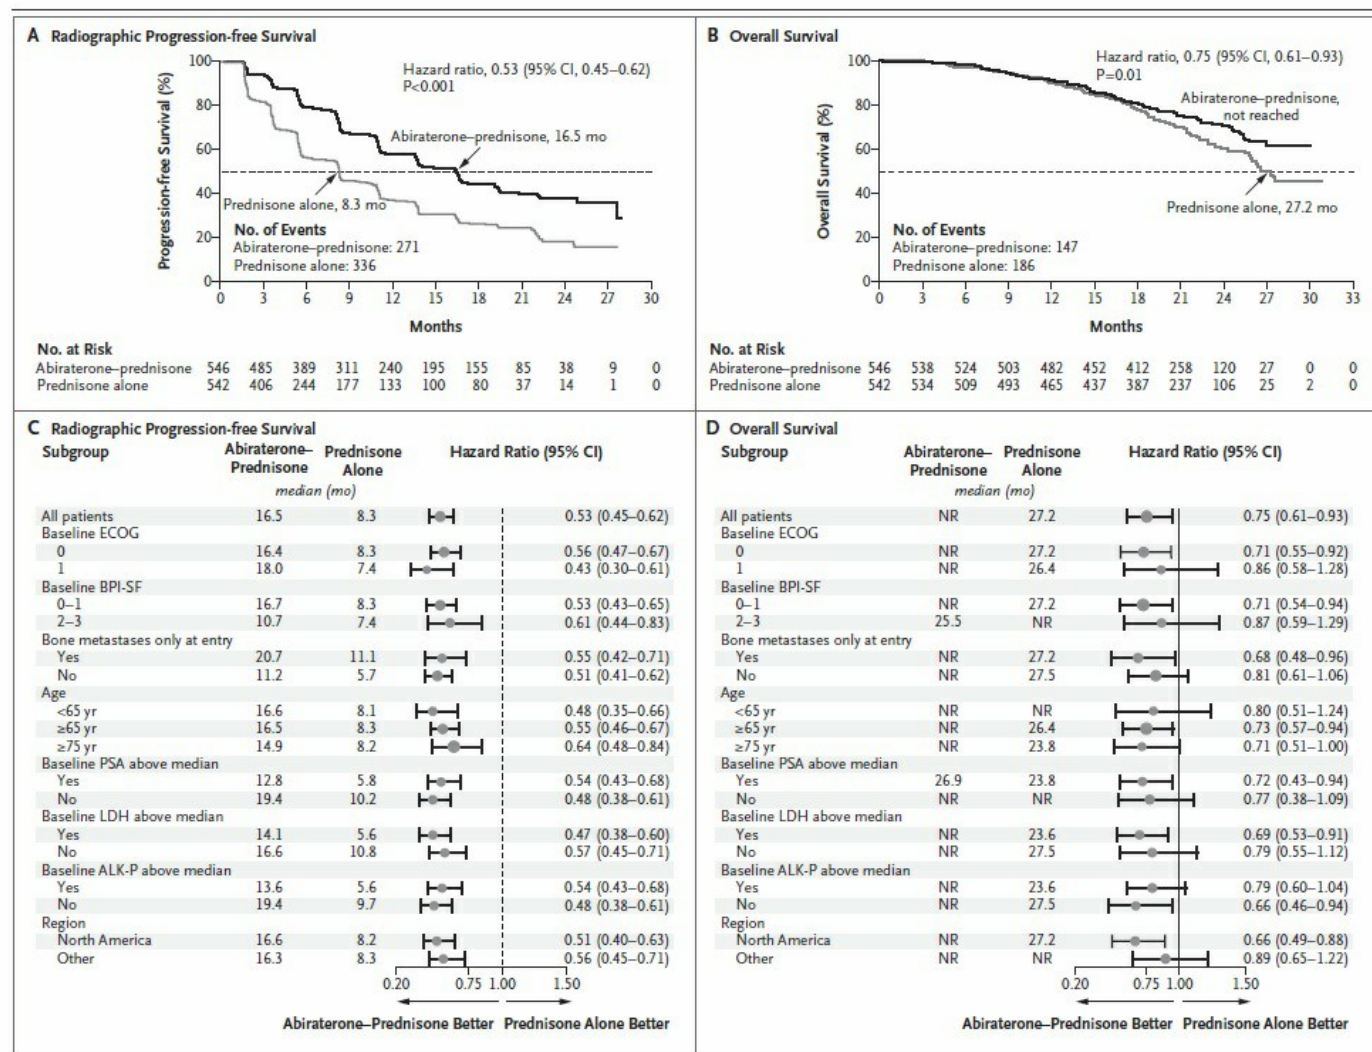 A Radiographic Progression-free Survival
Progression-free Survival (%)
100
80
60
40
20
0
Hazard ratio, 0.53 (95% CI, 0.45–0.62)
P<0.001
Abiraterone–prednisone, 16.5 mo
Prednisone alone, 8.3 mo
No. of Events
Abiraterone–prednisone: 271
Prednisone alone: 336
0 3 6 9 12 15 18 21 24 27 30
Months
No. at Risk
Abiraterone–prednisone 546 485 389 311 240 195 155 85 38 9 0
Prednisone alone 542 406 244 177 133 100 80 37 14 1 0
B Overall Survival
Overall Survival (%)
100
80
60
40
20
0
Hazard ratio, 0.75 (95% CI, 0.61–0.93)
P=0.01
Abiraterone–prednisone,
not reached
Prednisone alone, 27.2 mo
No. of Events
Abiraterone–prednisone: 147
Prednisone alone: 186
0 3 6 9 12 15 18 21 24 27 30 33
Months
No. at Risk
Abiraterone–prednisone 546 538 524 503 482 452 412 258 120 27 0 0
Prednisone alone 542 534 509 493 465 437 387 237 106 25 2 0
C Radiographic Progression-free Survival
Subgroup Abiraterone– Prednisone Hazard Ratio (95% CI)
Prednisone Alone
median (mo)
All patients 16.5 8.3 0.53 (0.45–0.62)
Baseline ECOG
0 16.4 8.3 0.56 (0.47–0.67)
1 18.0 7.4 0.43 (0.30–0.61)
Baseline BPI-SF
0–1 16.7 8.3 0.53 (0.43–0.65)
2–3 10.7 7.4 0.61 (0.44–0.83)
Bone metastases only at entry
Yes 20.7 11.1 0.55 (0.42–0.71)
No 11.2 5.7 0.51 (0.41–0.62)
Age
<65 yr 16.6 8.1 0.48 (0.35–0.66)
≥65 yr 16.5 8.3 0.55 (0.46–0.67)
≥75 yr 14.9 8.2 0.64 (0.48–0.84)
Baseline PSA above median
Yes 12.8 5.8 0.54 (0.43–0.68)
No 19.4 10.2 0.48 (0.38–0.61)
Baseline LDH above median
Yes 14.1 5.6 0.47 (0.38–0.60)
No 16.6 10.8 0.57 (0.45–0.71)
Baseline ALK-P above median
Yes 13.6 5.6 0.54 (0.43–0.68)
No 19.4 9.7 0.48 (0.38–0.61)
Region
North America 16.6 8.2 0.51 (0.40–0.63)
Other 16.3 8.3 0.56 (0.45–0.71)
0.20 0.75 1.00 1.50
Abiraterone–Prednisone Better Prednisone Alone Better
D Overall Survival
Subgroup Abiraterone– Prednisone Hazard Ratio (95% CI)
Prednisone Alone
median (mo)
All patients NR 27.2 0.75 (0.61–0.93)
Baseline ECOG
0 NR 27.2 0.71 (0.55–0.92)
1 NR 26.4 0.86 (0.58–1.28)
Baseline BPI-SF
0–1 NR 27.2 0.71 (0.54–0.94)
2–3 25.5 NR 0.87 (0.59–1.29)
Bone metastases only at entry
Yes NR 27.2 0.68 (0.48–0.96)
No NR 27.5 0.81 (0.61–1.06)
Age
<65 yr NR NR 0.80 (0.51–1.24)
≥65 yr NR 26.4 0.73 (0.57–0.94)
≥75 yr NR 23.8 0.71 (0.51–1.00)
Baseline PSA above median
Yes 26.9 23.8 0.72 (0.43–0.94)
No NR NR 0.77 (0.38–1.09)
Baseline LDH above median
Yes NR 23.6 0.69 (0.53–0.91)
No NR 27.5 0.79 (0.55–1.12)
Baseline ALK-P above median
Yes NR 23.6 0.79 (0.60–1.04)
No NR 27.5 0.66 (0.46–0.94)
Region
North America NR 27.2 0.66 (0.49–0.88)
Other NR NR 0.89 (0.65–1.22)
0.20 0.75 1.00 1.50
Abiraterone–Prednisone Better Prednisone Alone Better